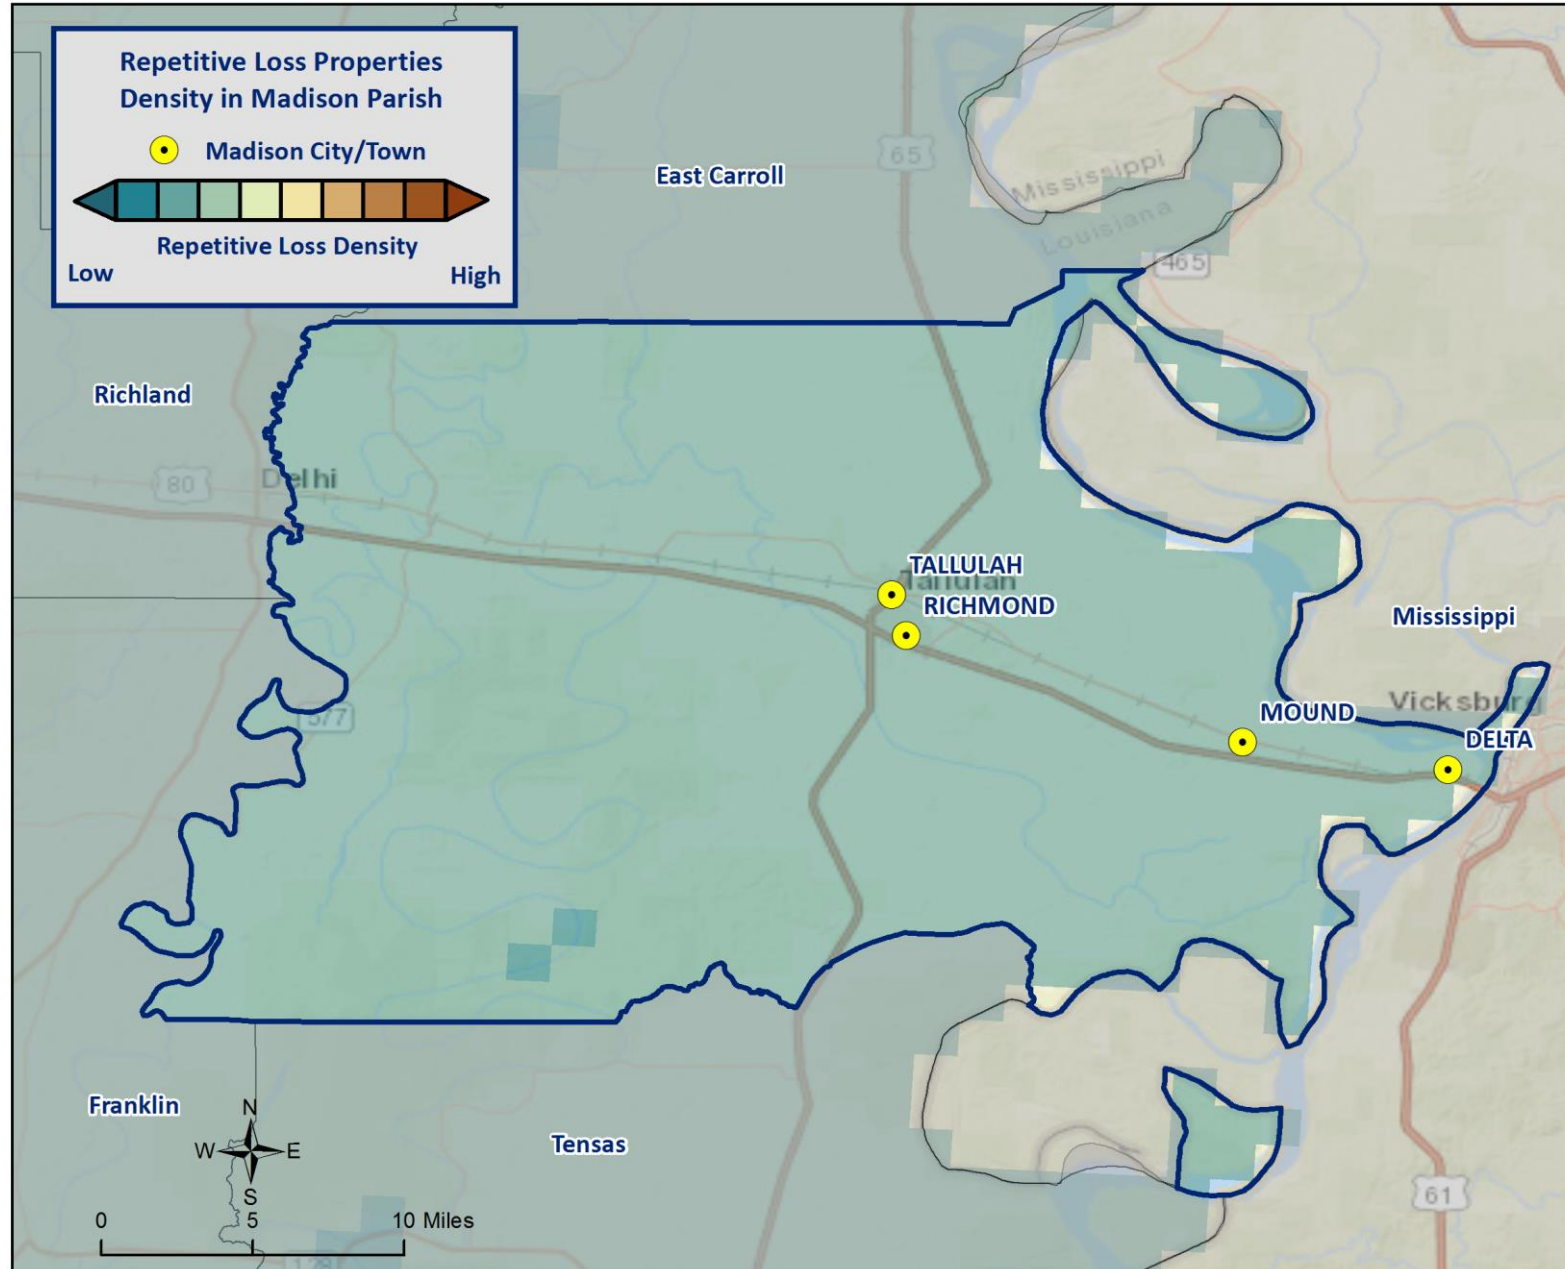 Repetitive Loss Properties
Density in Madison Parish
Madison City/Town
Repetitive Loss Density
Low High
East Carroll
65
Mississippi
Louisiana
465
Richland
80
Delhi
TALLULAH
Tallulah
RICHMOND
Mississippi
577
Vicksburg
MOUND
DELTA
Franklin
N
W E
S
Tensas
0 5 10 Miles
61
128